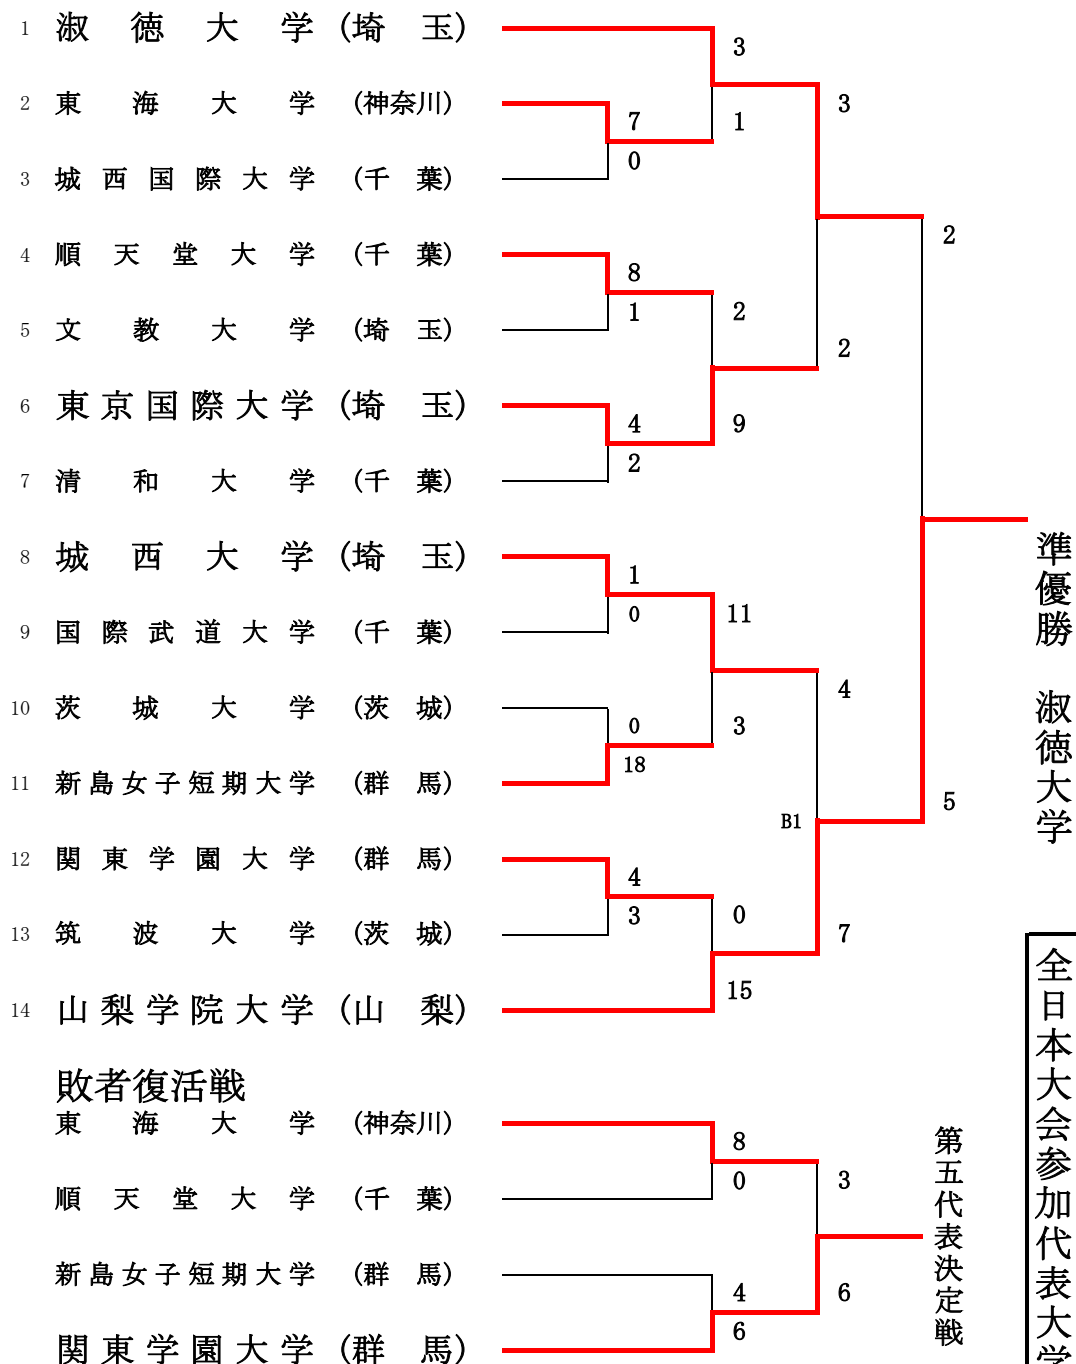 1 淑徳大学(埼玉)
2 東海大学(神奈川)
3 城西国際大学(千葉)
4 順天堂大学(千葉)
5 文教大学(埼玉)
6 東京国際大学(埼玉)
7 清和大学(千葉)
8 城西大学(埼玉)
9 国際武道大学(千葉)
10 茨城大学(茨城)
11 新島女子短期大学(群馬)
12 関東学園大学(群馬)
13 筑波大学(茨城)
14 山梨学院大学(山梨)
7
0
8
1
4
2
1
0
0
18
4
3
3
1
2
9
11
3
0
15
3
2
4
B1
7
2
5
準優勝 淑徳大学
敗者復活戦
東海大学(神奈川)
順天堂大学(千葉)
新島女子短期大学(群馬)
関東学園大学(群馬)
8
0
4
6
3
6
第五代表決定戦
全日本大会参加代表大学